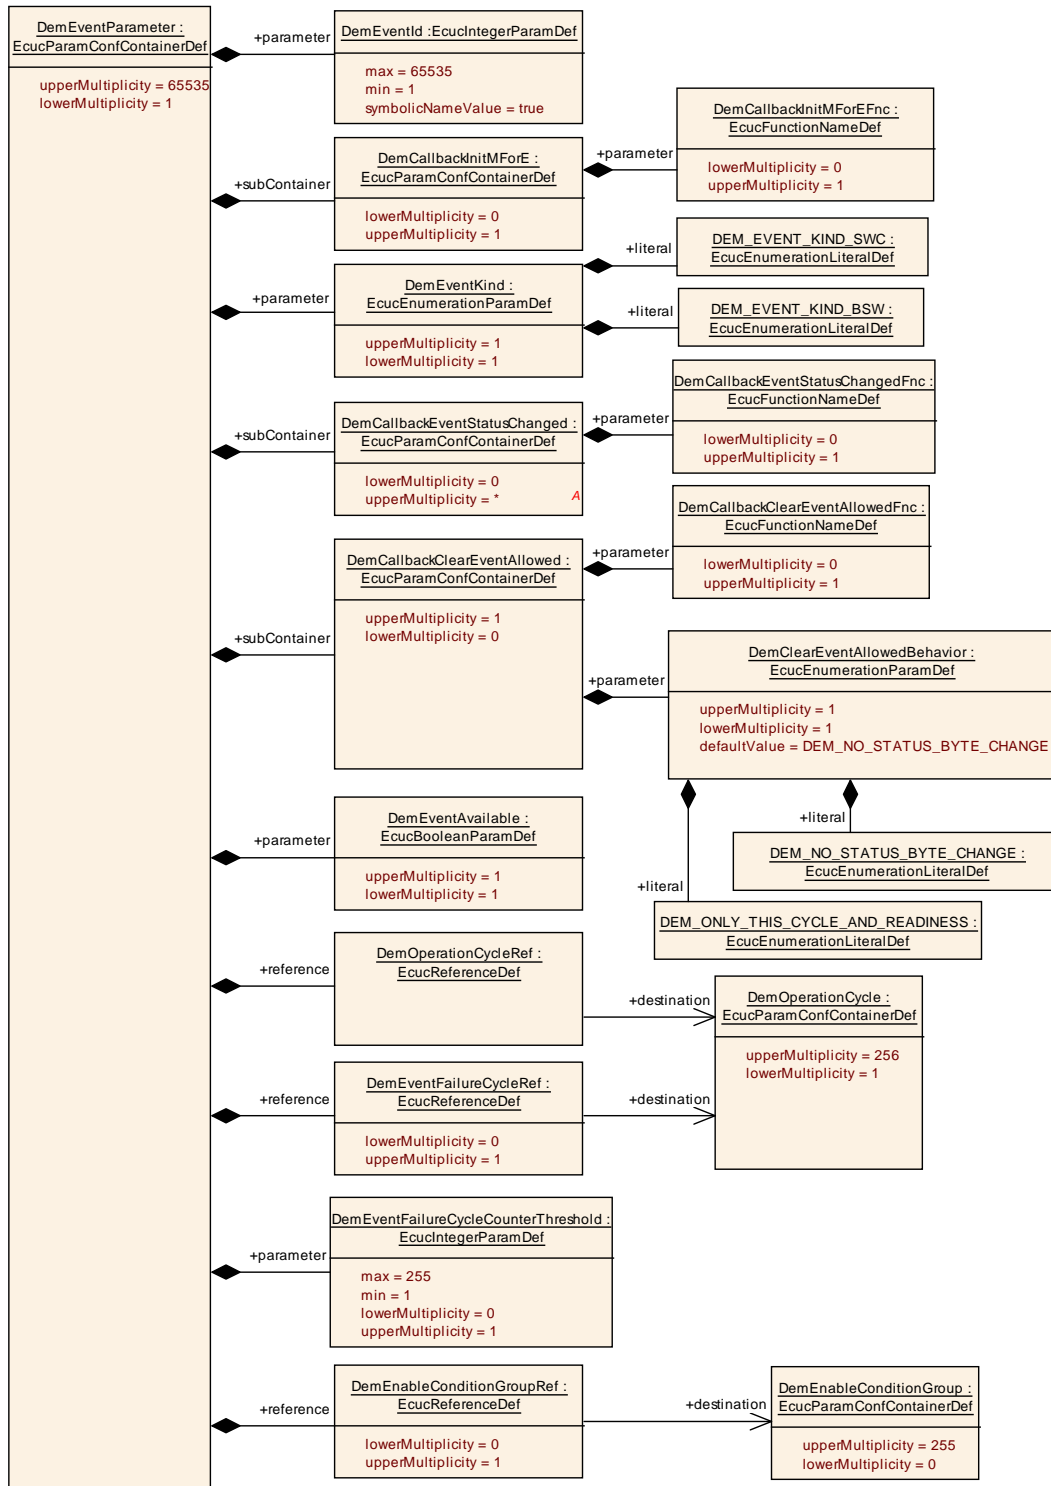 DemEventParameter :
EcucParamConfContainerDef
upperMultiplicity = 65535
lowerMultiplicity = 1
+parameter
DemEventId :EcucIntegerParamDef
max = 65535
min = 1
symbolicNameValue = true
+subContainer
DemCallbackInitMForE :
EcucParamConfContainerDef
lowerMultiplicity = 0
upperMultiplicity = 1
+parameter
DemCallbackInitMForEFnc :
EcucFunctionNameDef
lowerMultiplicity = 0
upperMultiplicity = 1
+parameter
DemEventKind :
EcucEnumerationParamDef
upperMultiplicity = 1
lowerMultiplicity = 1
+literal
DEM_EVENT_KIND_SWC :
EcucEnumerationLiteralDef
+literal
DEM_EVENT_KIND_BSW :
EcucEnumerationLiteralDef
+subContainer
DemCallbackEventStatusChanged :
EcucParamConfContainerDef
lowerMultiplicity = 0
upperMultiplicity = *
A
+parameter
DemCallbackEventStatusChangedFnc :
EcucFunctionNameDef
lowerMultiplicity = 0
upperMultiplicity = 1
+subContainer
DemCallbackClearEventAllowed :
EcucParamConfContainerDef
upperMultiplicity = 1
lowerMultiplicity = 0
+parameter
DemCallbackClearEventAllowedFnc :
EcucFunctionNameDef
lowerMultiplicity = 0
upperMultiplicity = 1
+parameter
DemClearEventAllowedBehavior :
EcucEnumerationParamDef
upperMultiplicity = 1
lowerMultiplicity = 1
defaultValue = DEM_NO_STATUS_BYTE_CHANGE
+literal
DEM_NO_STATUS_BYTE_CHANGE :
EcucEnumerationLiteralDef
+literal
DEM_ONLY_THIS_CYCLE_AND_READINESS :
EcucEnumerationLiteralDef
+parameter
DemEventAvailable :
EcucBooleanParamDef
upperMultiplicity = 1
lowerMultiplicity = 1
+reference
DemOperationCycleRef :
EcucReferenceDef
+destination
DemOperationCycle :
EcucParamConfContainerDef
upperMultiplicity = 256
lowerMultiplicity = 1
+reference
DemEventFailureCycleRef :
EcucReferenceDef
lowerMultiplicity = 0
upperMultiplicity = 1
+destination
+parameter
DemEventFailureCycleCounterThreshold :
EcucIntegerParamDef
max = 255
min = 1
lowerMultiplicity = 0
upperMultiplicity = 1
+reference
DemEnableConditionGroupRef :
EcucReferenceDef
lowerMultiplicity = 0
upperMultiplicity = 1
+destination
DemEnableConditionGroup :
EcucParamConfContainerDef
upperMultiplicity = 255
lowerMultiplicity = 0